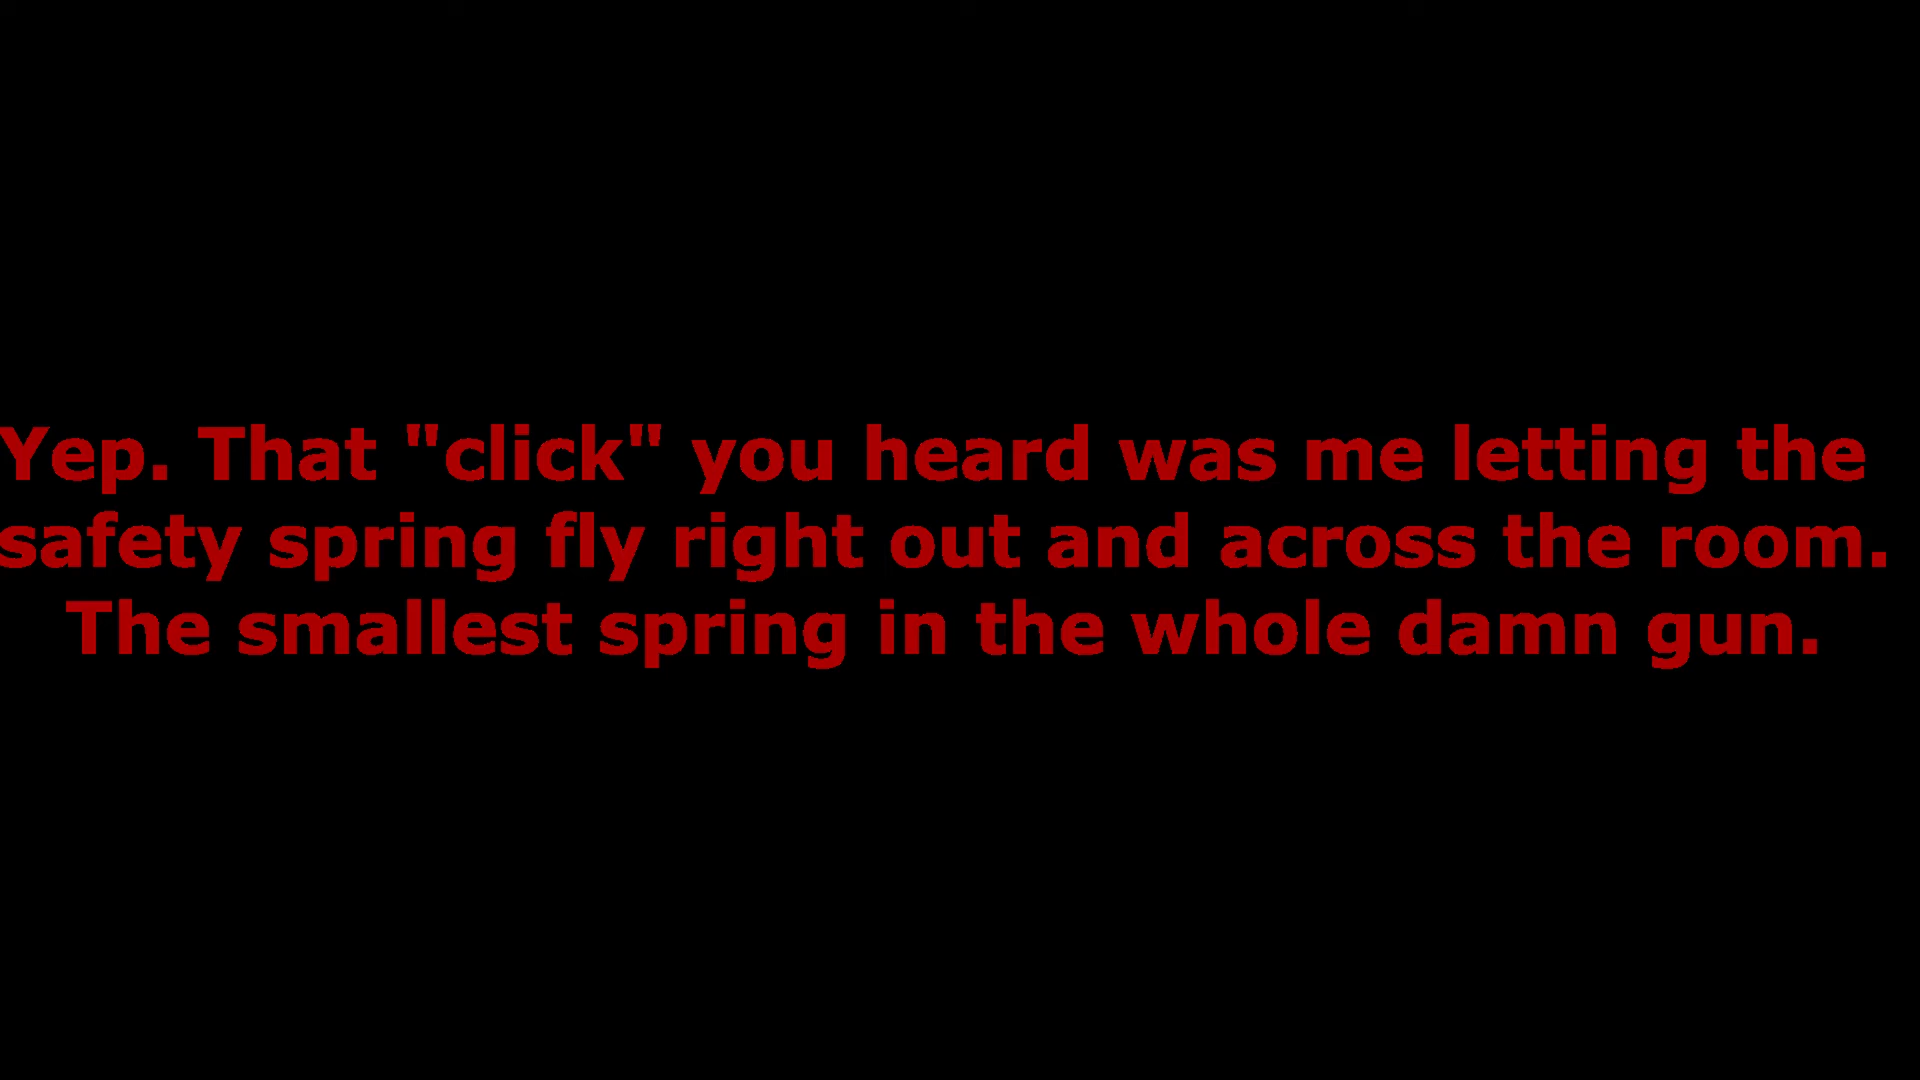 Yep. That "click" you heard was me letting the
safety spring fly right out and across the room.
The smallest spring in the whole damn gun.